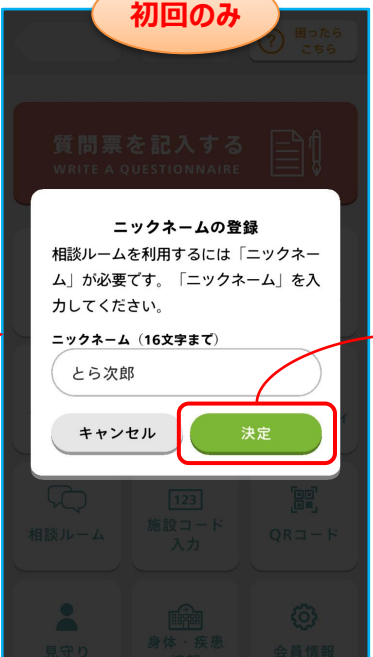 初回のみ
困ったら
こちら
質問票を記入する
WRITE A QUESTIONNAIRE
ニックネームの登録
相談ルームを利用するには「ニックネー
ム」が必要です。「ニックネーム」を入
力してください。
ニックネーム（16文字まで）
とら次郎
キャンセル
決定
相談ルーム
123
施設コード
入力
QRコード
見守り
身体・疾患
会員情報